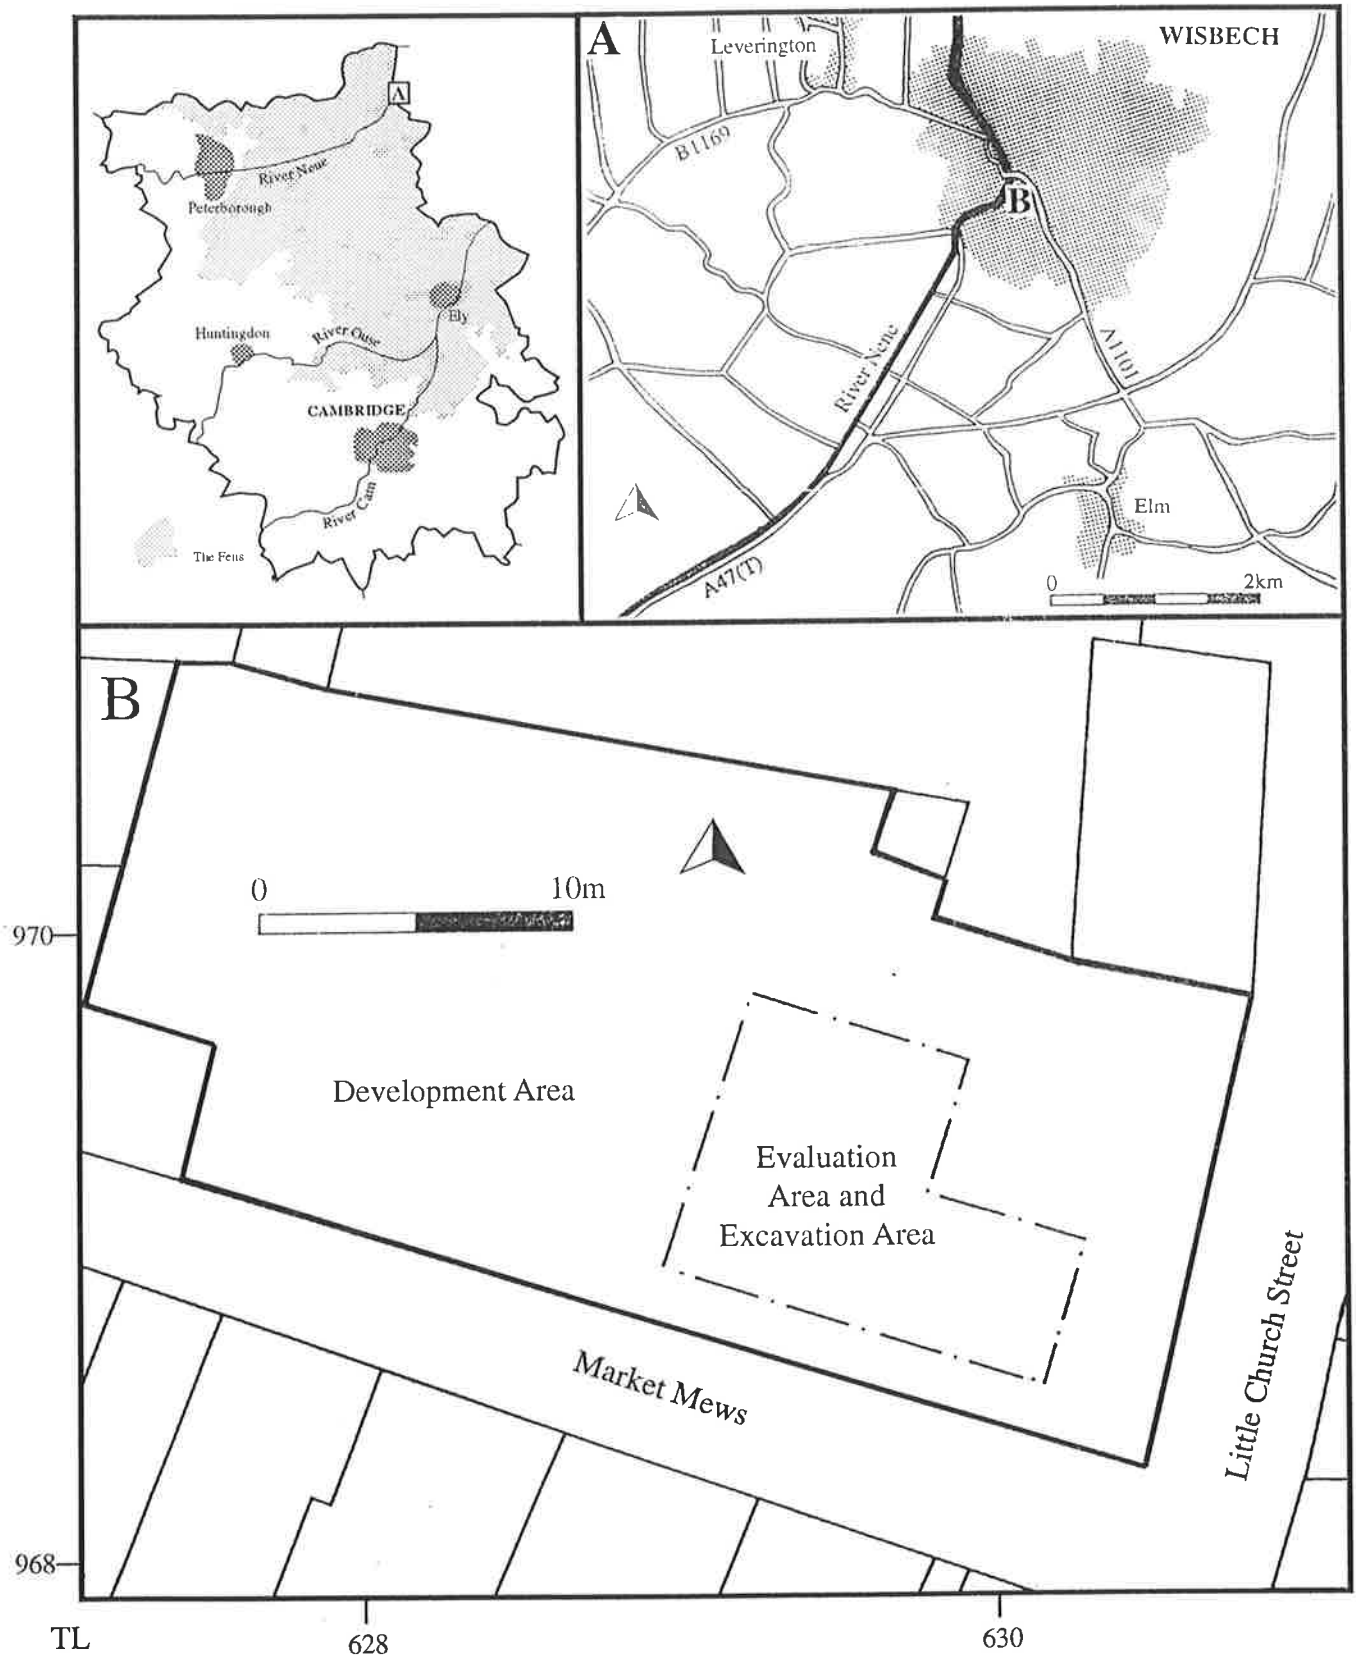 A
River Nene
Peterborough
Huntingdon
River Ouse
Ely
CAMBRIDGE
River Cam
The Fens
A
Leverington
WISBECH
B1169
B
A1101
River Nene
Elm
A47(T)
0 2km
B
0 10m
970
Development Area
Evaluation
Area and
Excavation Area
Market Mews
Little Church Street
968
TL
628
630